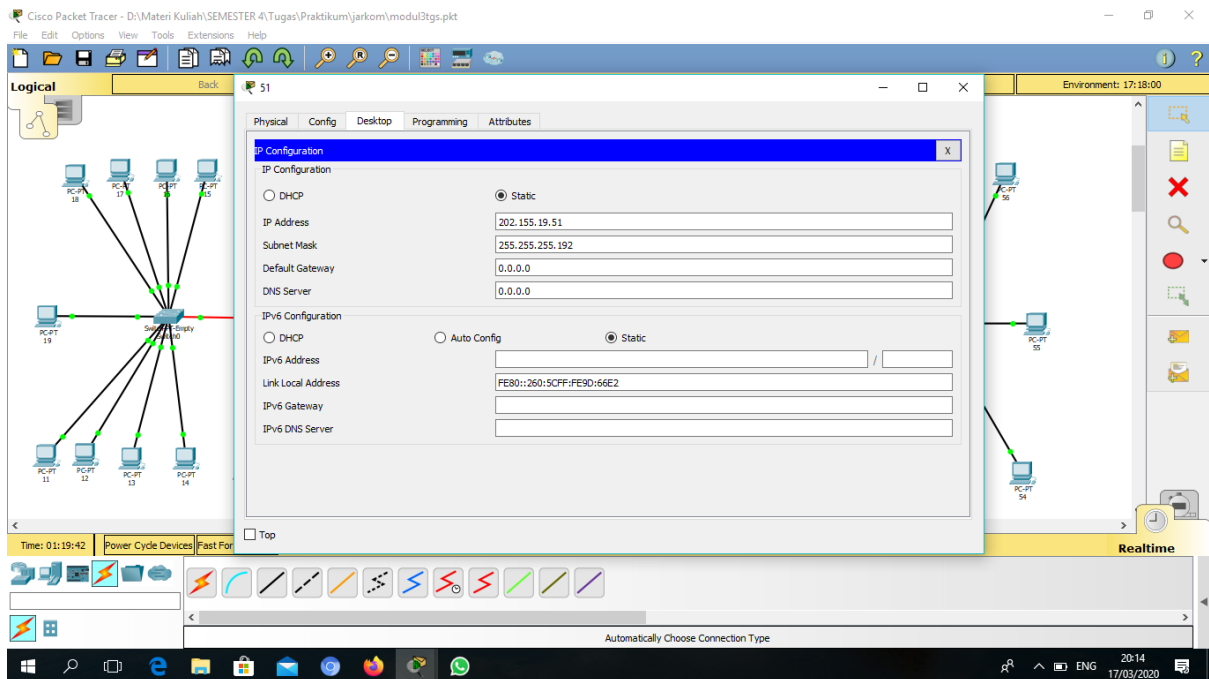 Cisco Packet Tracer - D:\Materi Kuliah\SEMESTER 4\Tugas\Praktikum\jarkom\modul3tgs.pkt
File Edit Options View Tools Extensions Help
Logical
Back
Environment: 17:18:00
51
Physical Config Desktop Programming Attributes
IP Configuration
X
IP Configuration
DHCP
Static
IP Address
202.155.19.51
Subnet Mask
255.255.255.192
Default Gateway
0.0.0.0
DNS Server
0.0.0.0
IPv6 Configuration
DHCP
Auto Config
Static
IPv6 Address
/
Link Local Address
FE80::260:5CFF:FE9D:66E2
IPv6 Gateway
IPv6 DNS Server
Top
PC-PT
18
PC-PT
17
PC-PT
PC-PT
15
PC-PT
19
Switch0
PC-PT
11
PC-PT
12
PC-PT
13
PC-PT
14
PC-PT
56
PC-PT
55
PC-PT
54
Time: 01:19:42
Power Cycle Devices
Fast For
Realtime
Automatically Choose Connection Type
ENG
20:14
17/03/2020